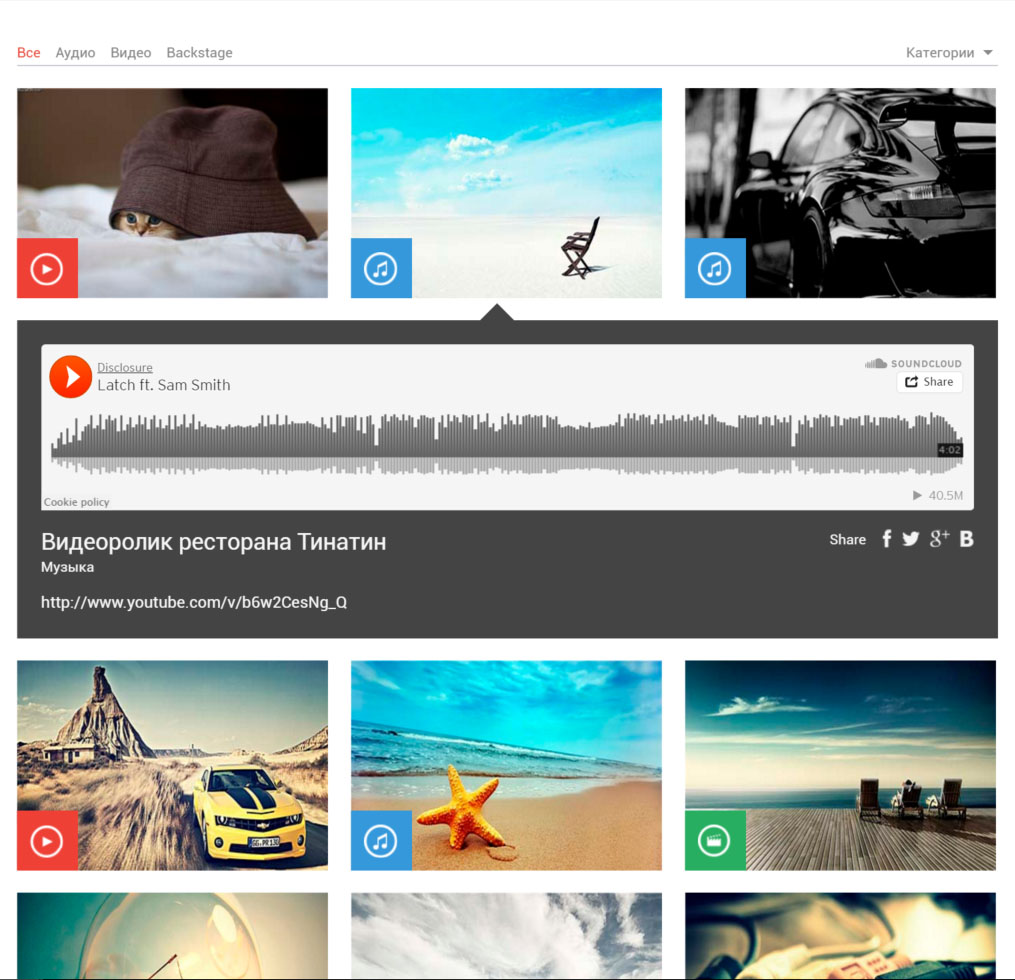 Все Аудио Видео Backstage Категории
Disclosure
Latch ft. Sam Smith
SOUNDCLOUD
Share
4:02
Cookie policy
40.5M
Видеоролик ресторана Тинатин
Share
Музыка
http://www.youtube.com/v/b6w2CesNg_Q